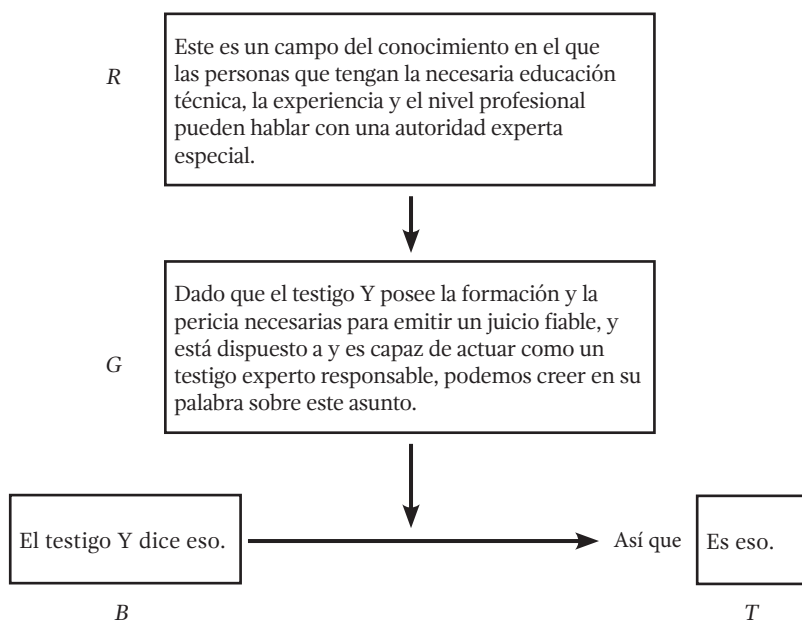 R
Este es un campo del conocimiento en el que
las personas que tengan la necesaria educación
técnica, la experiencia y el nivel profesional
pueden hablar con una autoridad experta
especial.
G
Dado que el testigo Y posee la formación y la
pericia necesarias para emitir un juicio fiable, y
está dispuesto a y es capaz de actuar como un
testigo experto responsable, podemos creer en su
palabra sobre este asunto.
El testigo Y dice eso.
Así que
Es eso.
B
T